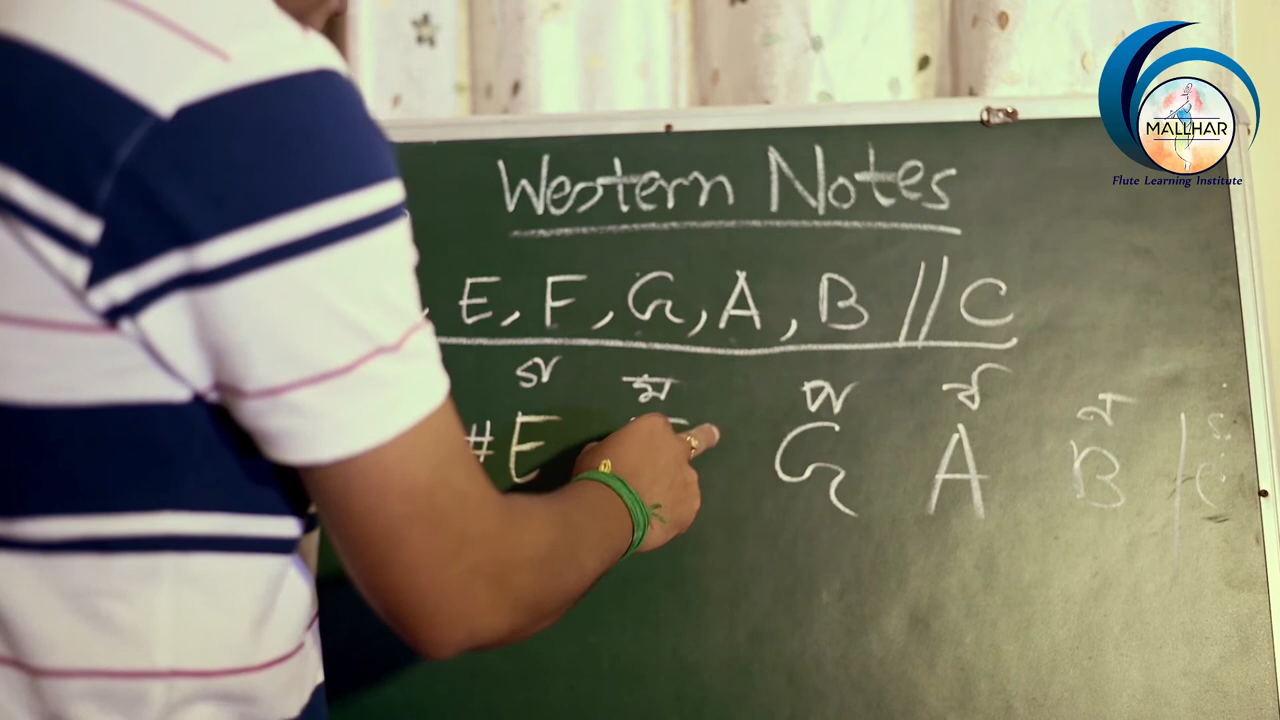 MALLHAR
Flute Learning Institute
Western Notes
, E, F, G, A, B // C
গ ম প ধ ন
#E G A B | C